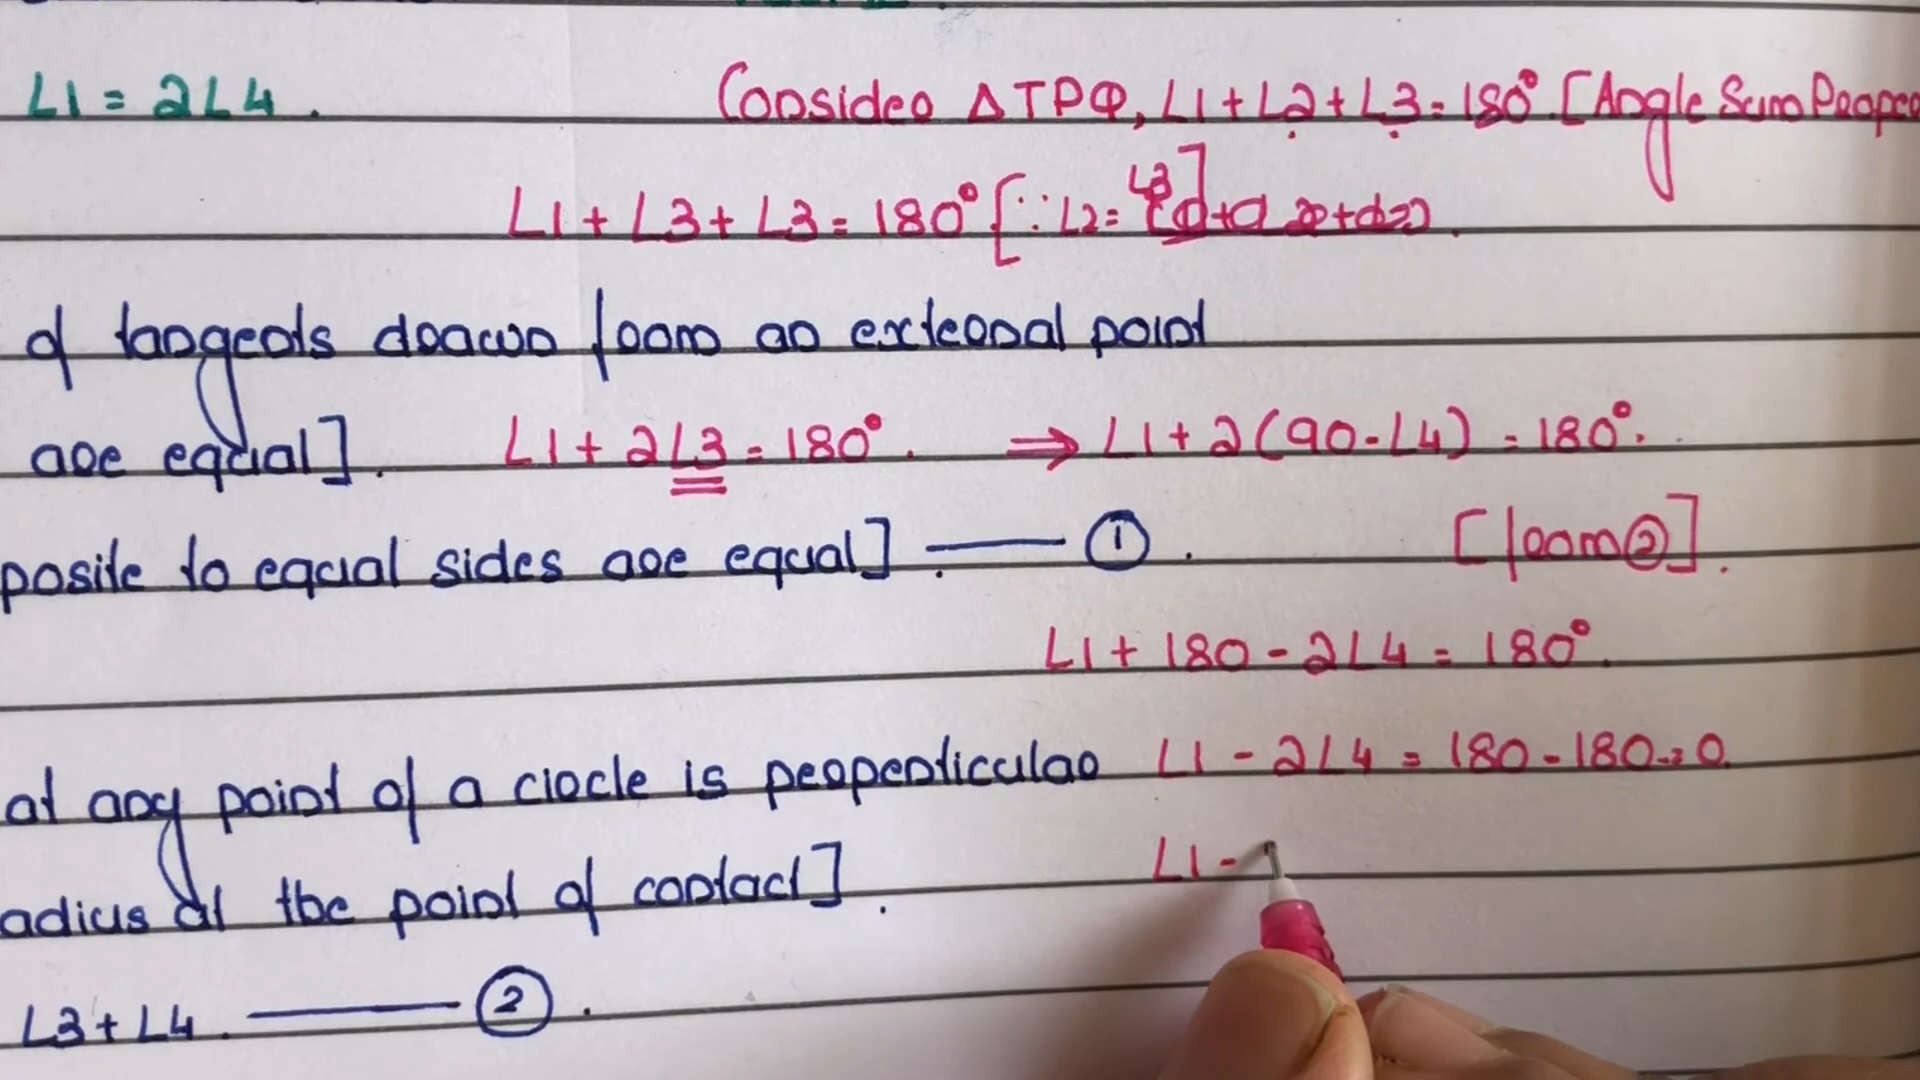 ∠1 = 2∠4. Consider ΔTPQ, ∠1 + ∠2 + ∠3 = 180° [Angle Sum Prope
∠1 + ∠3 + ∠3 = 180° [∵ ∠2 = ∠3]
of tangents drawn from an external point
are equal]. ∠1 + 2∠3 = 180°. ⇒ ∠1 + 2(90 - ∠4) = 180°.
posite to equal sides are equal]. —— ①. [from ②].
∠1 + 180 - 2∠4 = 180°.
at any point of a circle is perpendicular ∠1 - 2∠4 = 180 - 180 = 0.
adius at the point of contact]. ∠1 -
∠3 + ∠4. —— ②.